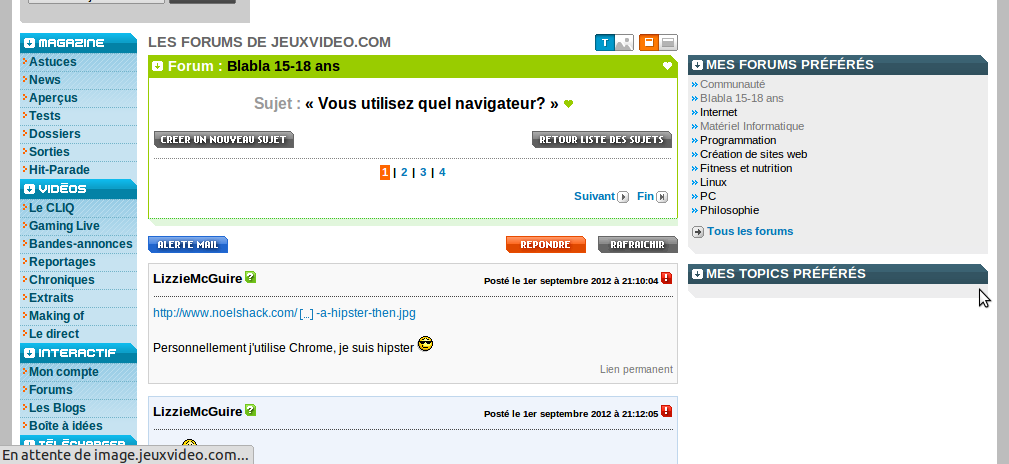 MAGAZINE
Astuces
News
Aperçus
Tests
Dossiers
Sorties
Hit-Parade
VIDÉOS
Le CLIQ
Gaming Live
Bandes-annonces
Reportages
Chroniques
Extraits
Making of
Le direct
INTERACTIF
Mon compte
Forums
Les Blogs
Boîte à idées
TÉLÉCHARGER
En attente de image.jeuxvideo.com...
LES FORUMS DE JEUXVIDEO.COM
T
Forum : Blabla 15-18 ans
Sujet : « Vous utilisez quel navigateur? »
CREER UN NOUVEAU SUJET
RETOUR LISTE DES SUJETS
1 | 2 | 3 | 4
Suivant Fin
ALERTE MAIL
REPONDRE
RAFRAICHIR
LizzieMcGuire
Posté le 1er septembre 2012 à 21:10:04
http://www.noelshack.com/[...]-a-hipster-then.jpg
Personnellement j'utilise Chrome, je suis hipster
Lien permanent
LizzieMcGuire
Posté le 1er septembre 2012 à 21:12:05
MES FORUMS PRÉFÉRÉS
Communauté
Blabla 15-18 ans
Internet
Matériel Informatique
Programmation
Création de sites web
Fitness et nutrition
Linux
PC
Philosophie
Tous les forums
MES TOPICS PRÉFÉRÉS